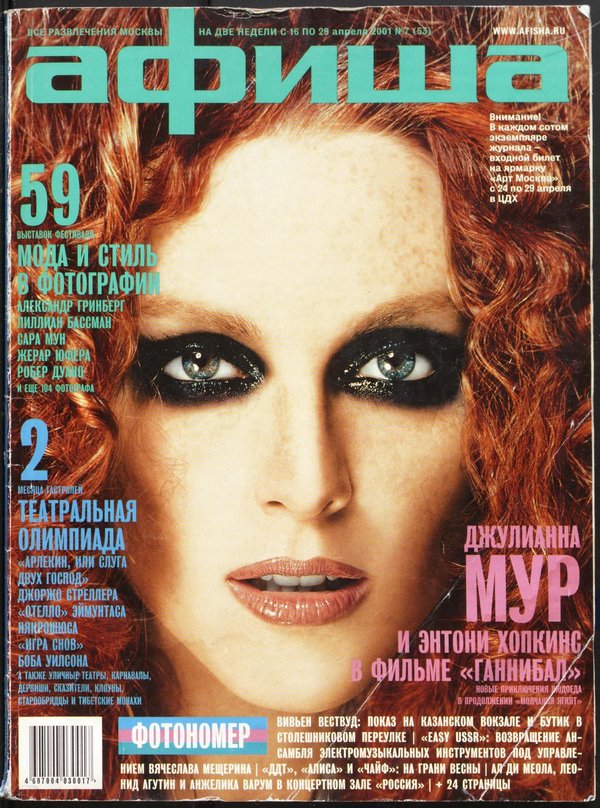 ВСЕ РАЗВЛЕЧЕНИЯ МОСКВЫ
НА ДВЕ НЕДЕЛИ С 16 ПО 29 апреля 2001 №7 (53)
WWW.AFISHA.RU
афиша
Внимание!
В каждом сотом
экземпляре
журнала –
входной билет
на ярмарку
«Арт Москва»
с 24 по 29 апреля
в ЦДХ
59
ВЫСТАВОК ФЕСТИВАЛЯ
МОДА И СТИЛЬ
В ФОТОГРАФИИ
АЛЕКСАНДР ГРИНБЕРГ
ЛИЛЛИАН БАССМАН
САРА МУН
ЖЕРАР ЮФЕРА
РОБЕР ДУАНО
И ЕЩЕ 104 ФОТОГРАФА
2
МЕСЯЦА ГАСТРОЛЕЙ
ТЕАТРАЛЬНАЯ
ОЛИМПИАДА
«АРЛЕКИН, ИЛИ СЛУГА
ДВУХ ГОСПОД»
ДЖОРЖО СТРЕЛЛЕРА
«ОТЕЛЛО» ЭЙМУНТАСА
НЯКРОШЮСА
«ИГРА СНОВ»
БОБА УИЛСОНА
А ТАКЖЕ УЛИЧНЫЕ ТЕАТРЫ, КАРНАВАЛЫ,
ДЕРВИШИ, СКАЗИТЕЛИ, КЛОУНЫ,
СТАРООБРЯДЦЫ И ТИБЕТСКИЕ МОНАХИ
ДЖУЛИАННА
МУР
И ЭНТОНИ ХОПКИНС
В ФИЛЬМЕ «ГАННИБАЛ»
НОВЫЕ ПРИКЛЮЧЕНИЯ ЛЮДОЕДА
В ПРОДОЛЖЕНИИ «МОЛЧАНИЯ ЯГНЯТ»
ФОТОНОМЕР
ВИВЬЕН ВЕСТВУД: ПОКАЗ НА КАЗАНСКОМ ВОКЗАЛЕ И БУТИК В
СТОЛЕШНИКОВОМ ПЕРЕУЛКЕ | «EASY USSR»: ВОЗВРАЩЕНИЕ АН-
САМБЛЯ ЭЛЕКТРОМУЗЫКАЛЬНЫХ ИНСТРУМЕНТОВ ПОД УПРАВЛЕ-
НИЕМ ВЯЧЕСЛАВА МЕЩЕРИНА | «ДДТ», «АЛИСА» И «ЧАЙФ»: НА ГРАНИ ВЕСНЫ | АЛ ДИ МЕОЛА, ЛЕО-
НИД АГУТИН И АНЖЕЛИКА ВАРУМ В КОНЦЕРТНОМ ЗАЛЕ «РОССИЯ» | + 24 СТРАНИЦЫ
4 607004 030017